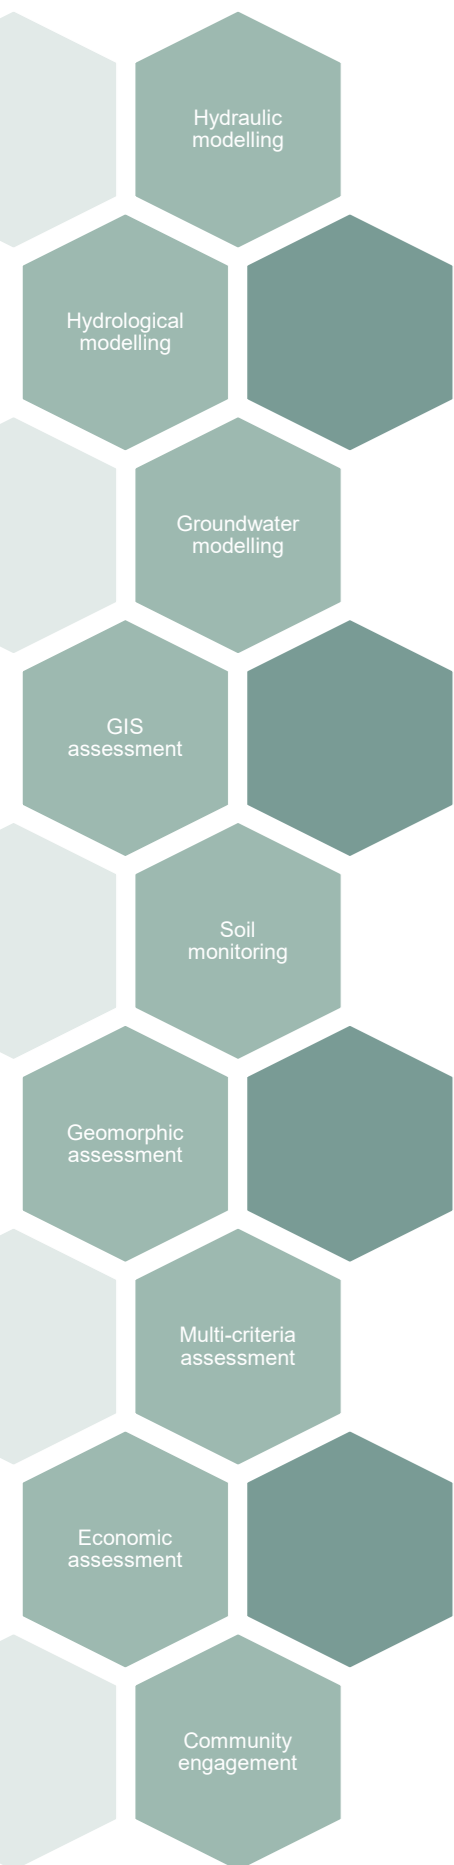 Hydraulic
modelling
Hydrological
modelling
Groundwater
modelling
GIS
assessment
Soil
monitoring
Geomorphic
assessment
Multi-criteria
assessment
Economic
assessment
Community
engagement